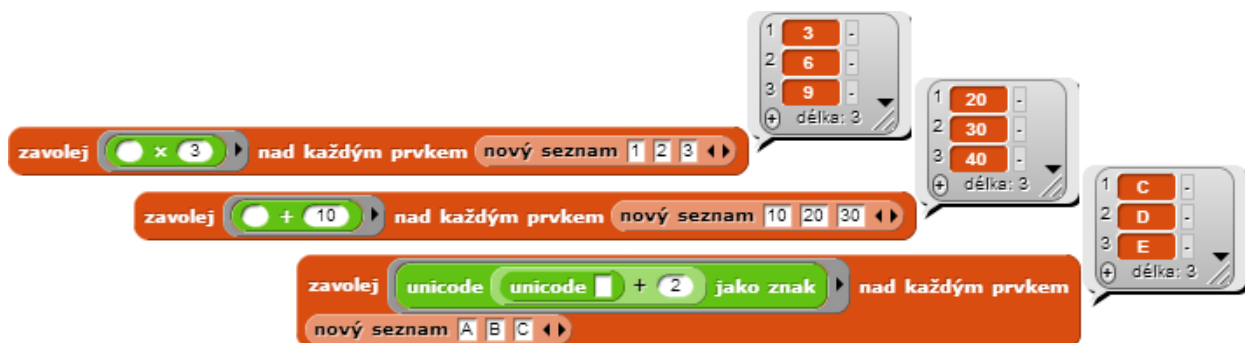 1 3 -
2 6 -
3 9 -
+ délka: 3
zavolej × 3 nad každým prvkem nový seznam 1 2 3
1 20 -
2 30 -
3 40 -
+ délka: 3
zavolej + 10 nad každým prvkem nový seznam 10 20 30
1 C -
2 D -
3 E -
+ délka: 3
zavolej unicode unicode + 2 jako znak nad každým prvkem
nový seznam A B C